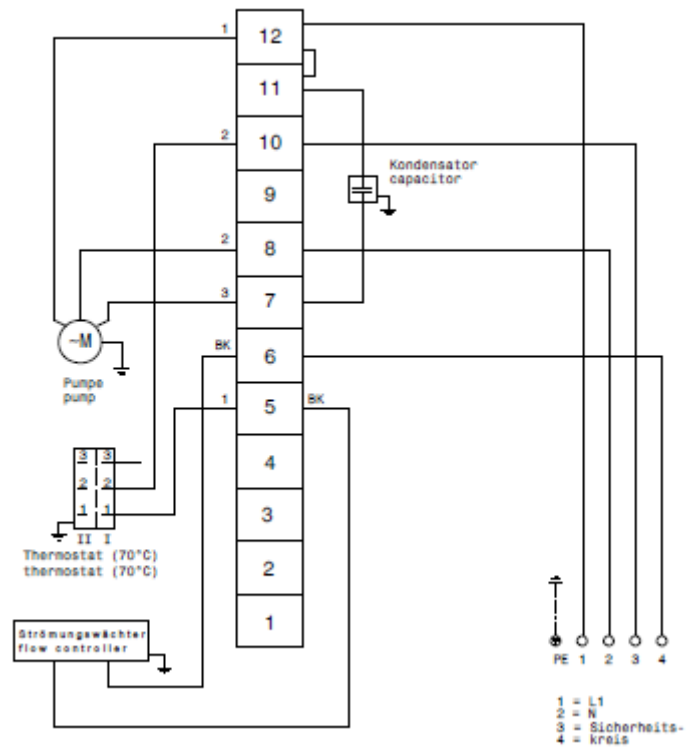 1
12
11
2
10
Kondensator
capacitor
9
2
8
3
7
~M
BK
6
Pumpe
pump
1
5
BK
4
3 3
2 2
1 1
3
II I
Thermostat (70°C)
thermostat (70°C)
2
1
Strömungswächter
flow controller
PE 1 2 3 4
1 = L1
2 = N
3 = Sicherheits-
4 = kreis